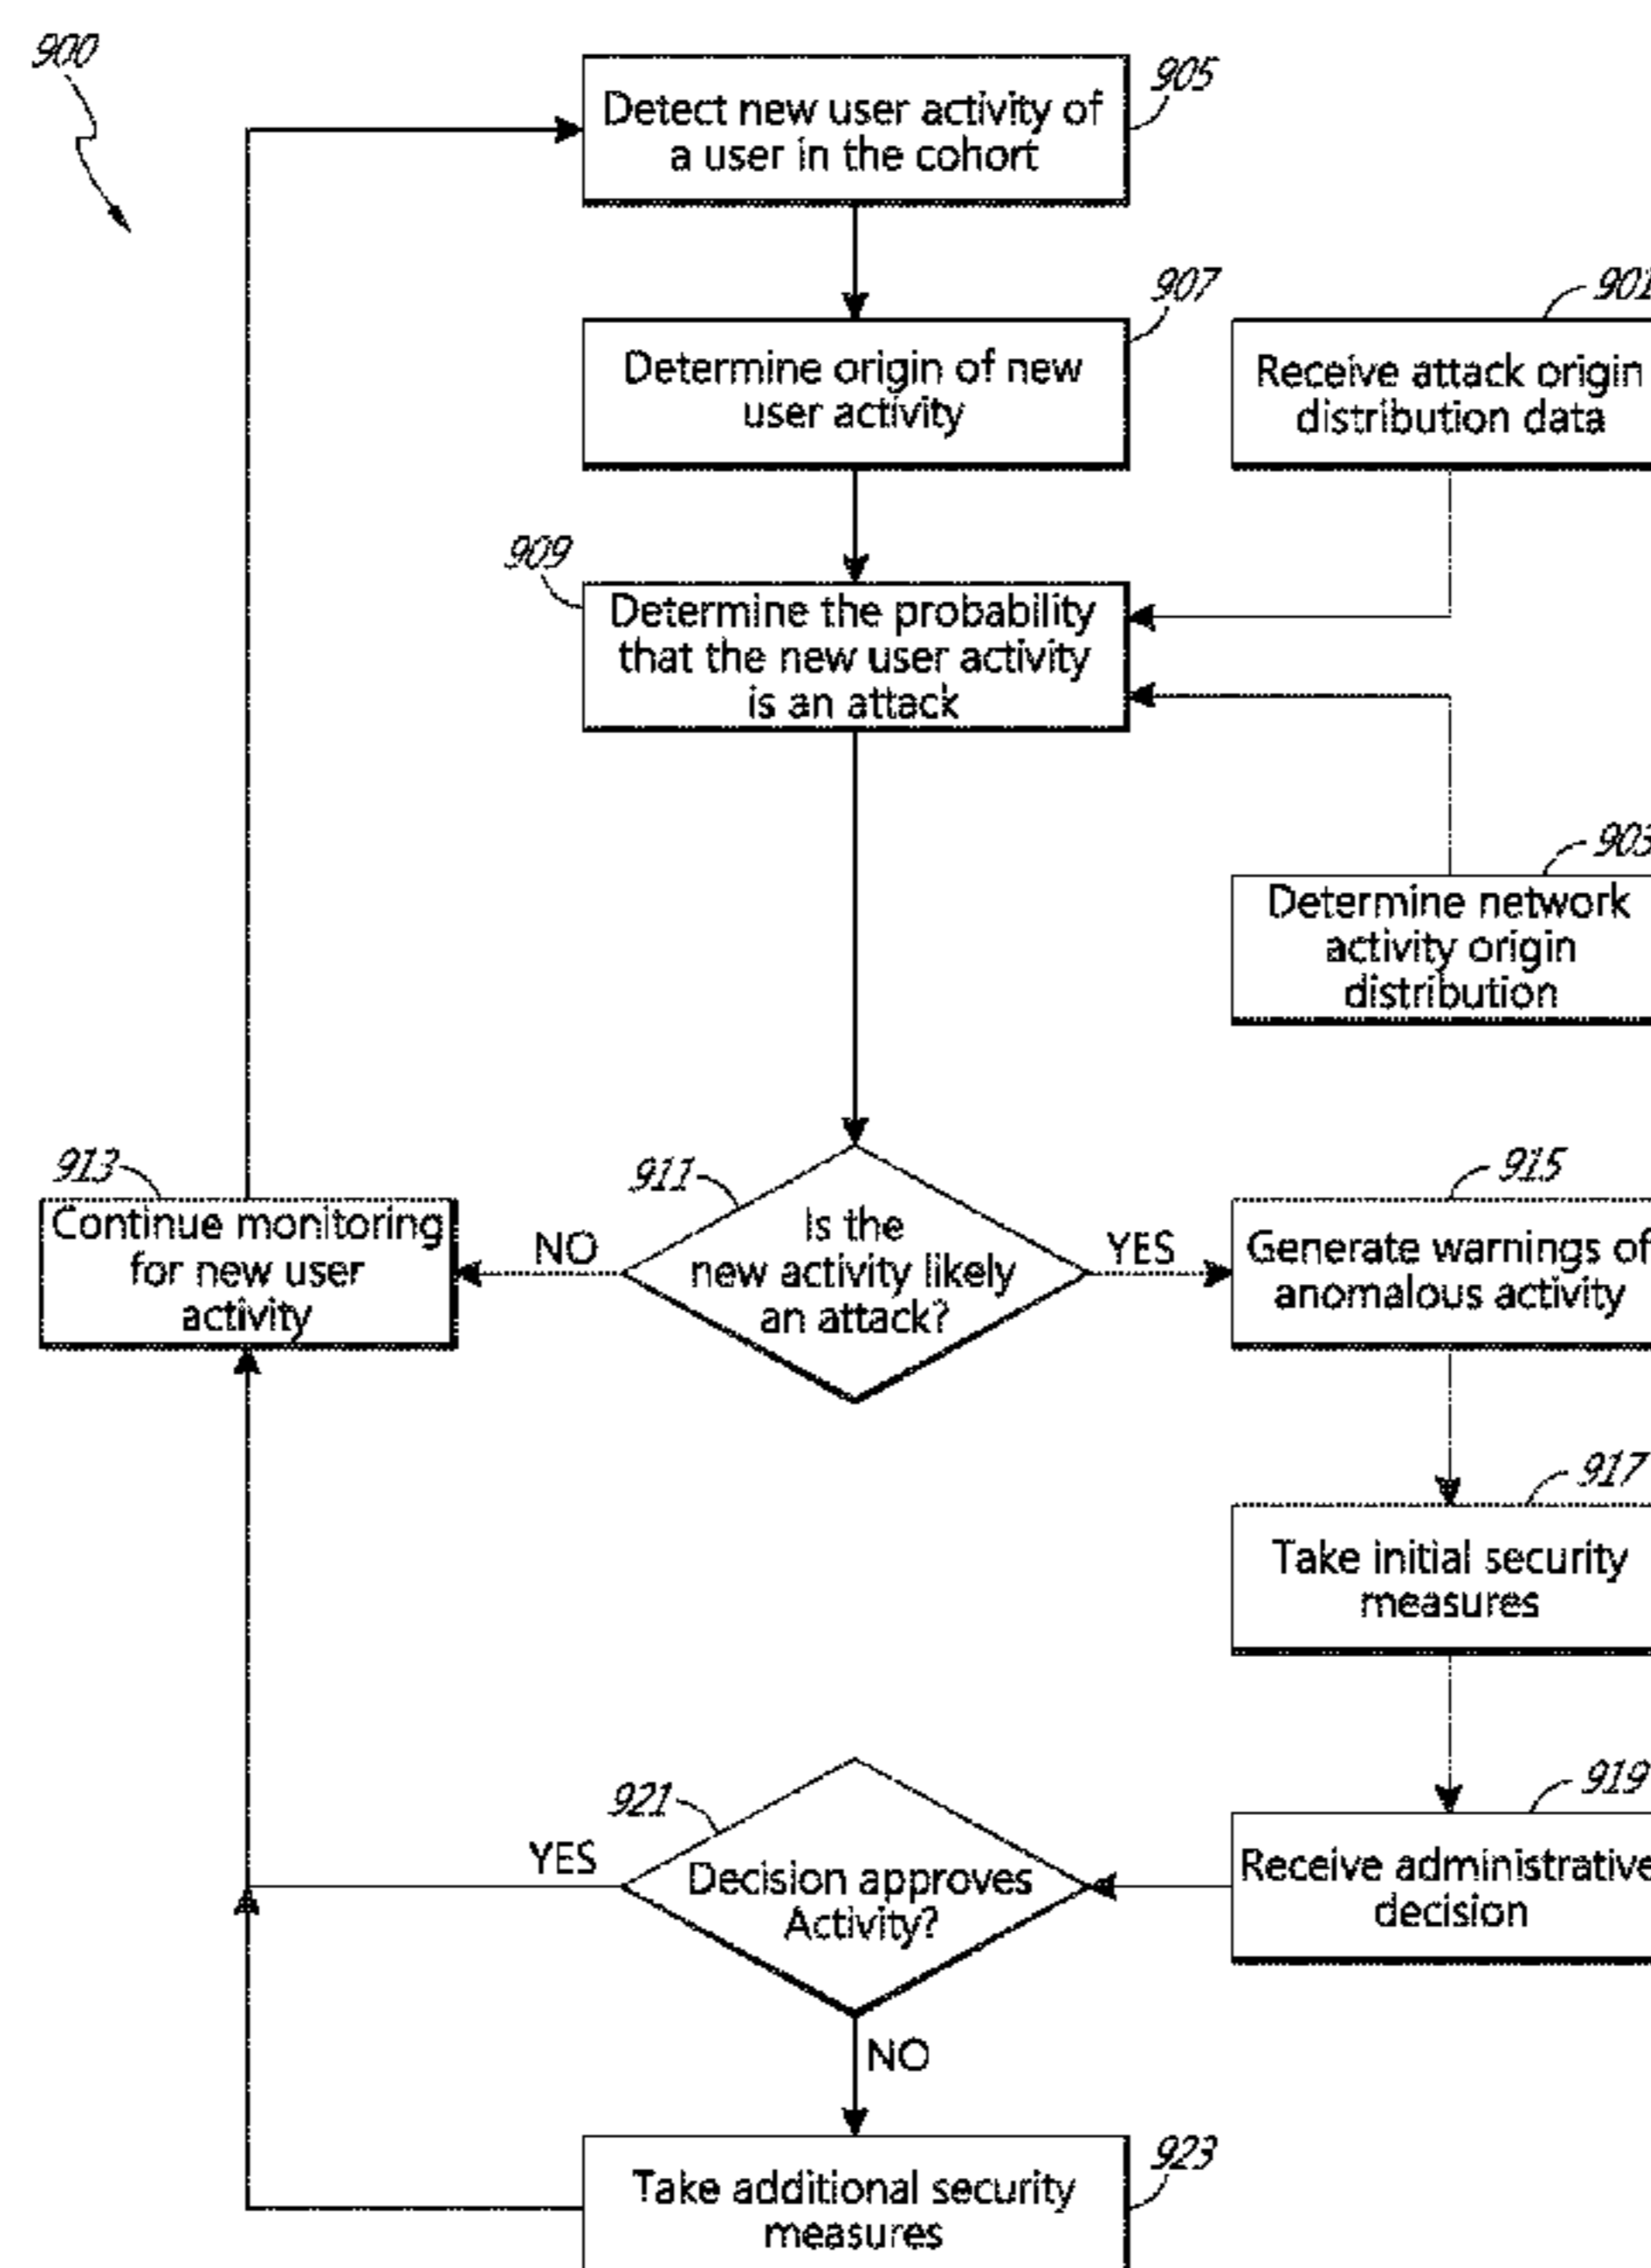 900
905
Detect new user activity of
a user in the cohort
907
Determine origin of new
user activity
901
Receive attack origin
distribution data
909
Determine the probability
that the new user activity
is an attack
903
Determine network
activity origin
distribution
913
Continue monitoring
for new user
activity
NO
911
Is the
new activity likely
an attack?
YES
915
Generate warnings of
anomalous activity
917
Take initial security
measures
919
Receive administrative
decision
921
Decision approves
Activity?
YES
NO
923
Take additional security
measures